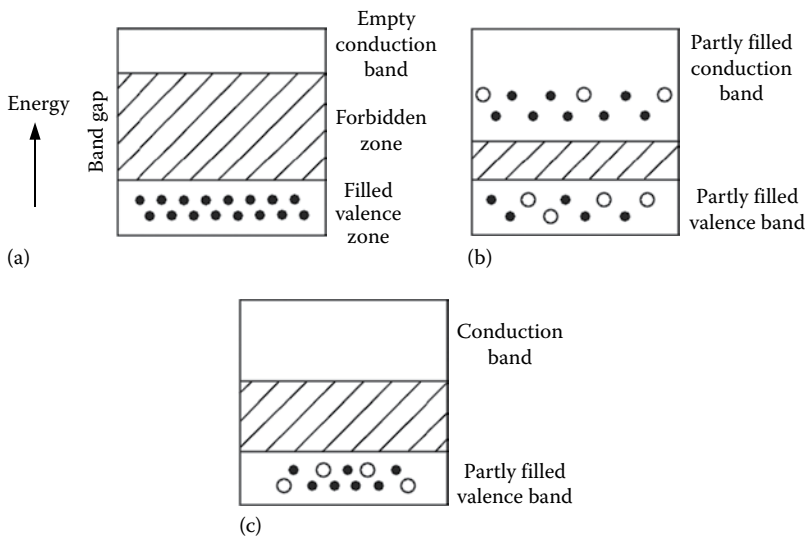 Empty
conduction
band
Energy
Band gap
Forbidden
zone
Filled
valence
zone
(a)
Partly filled
conduction
band
Partly filled
valence band
(b)
Conduction
band
Partly filled
valence band
(c)